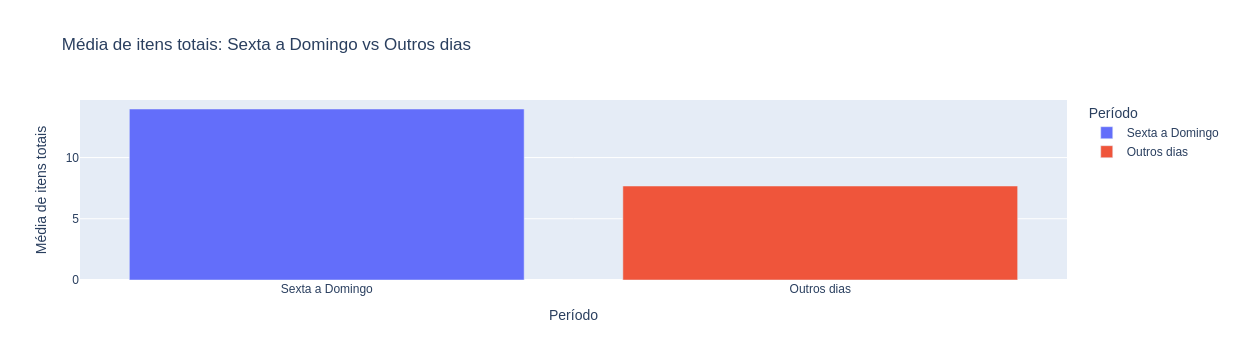 Média de itens totais: Sexta a Domingo vs Outros dias
Média de itens totais
10
5
0
Sexta a Domingo
Outros dias
Período
Período
Sexta a Domingo
Outros dias